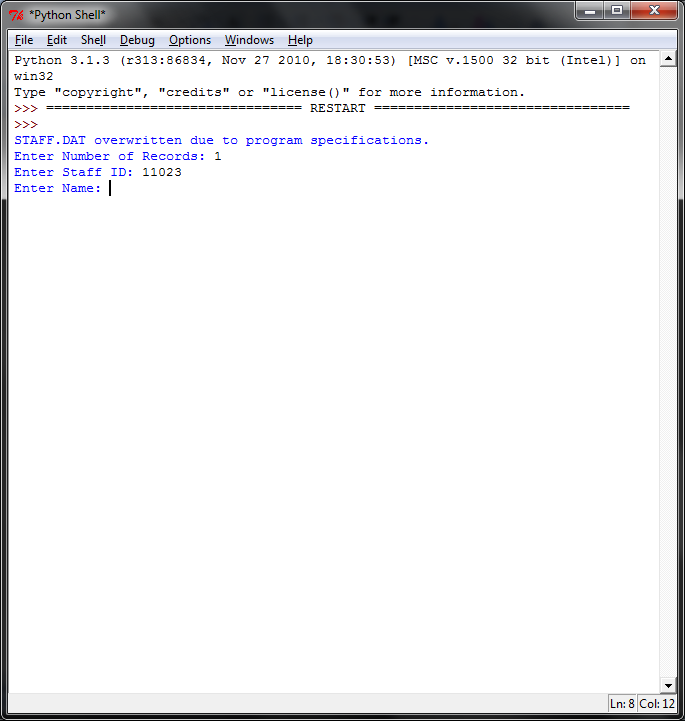 *Python Shell*
File Edit Shell Debug Options Windows Help
Python 3.1.3 (r313:86834, Nov 27 2010, 18:30:53) [MSC v.1500 32 bit (Intel)] on
win32
Type "copyright", "credits" or "license()" for more information.
>>> ================================ RESTART ================================
>>>
STAFF.DAT overwritten due to program specifications.
Enter Number of Records: 1
Enter Staff ID: 11023
Enter Name:
Ln: 8 Col: 12